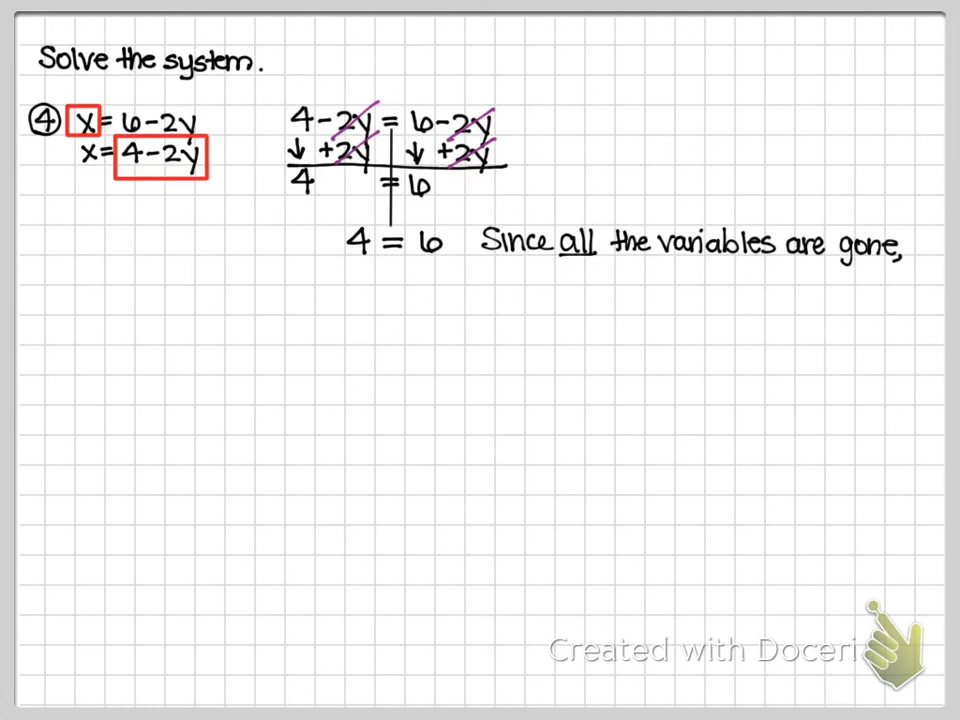 Solve the system.
④ x = 6-2y
x = 4-2y
4-2y = 6-2y
↓ +2y ↓ +2y
4 = 6
4 = 6 Since all the variables are gone,
Created with Doceri